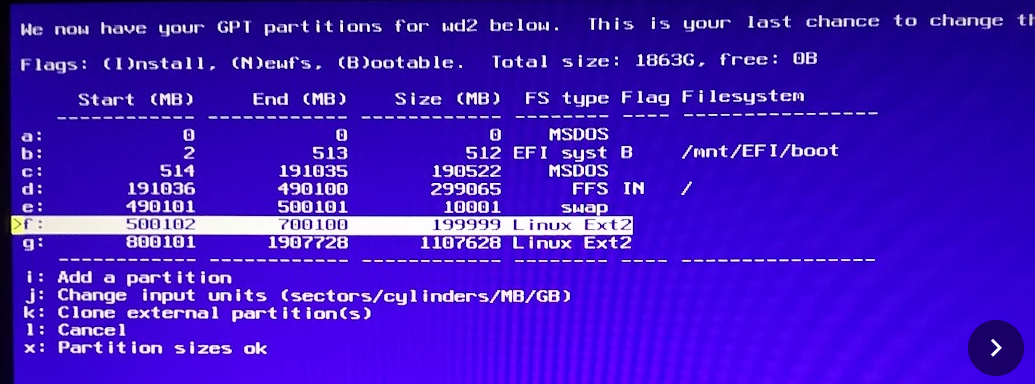 We now have your GPT partitions for wd2 below.  This is your last chance to change th
Flags: (I)nstall, (N)ewfs, (B)ootable.  Total size: 1863G, free: 0B
Start (MB) End (MB) Size (MB) FS type Flag Filesystem
a: 0 0 0 MSDOS
b: 2 513 512 EFI syst B /mnt/EFI/boot
c: 514 191035 190522 MSDOS
d: 191036 490100 299065 FFS IN /
e: 490101 500101 10001 swap
>f: 500102 700100 199999 Linux Ext2
g: 800101 1907728 1107628 Linux Ext2
i: Add a partition
j: Change input units (sectors/cylinders/MB/GB)
k: Clone external partition(s)
l: Cancel
x: Partition sizes ok